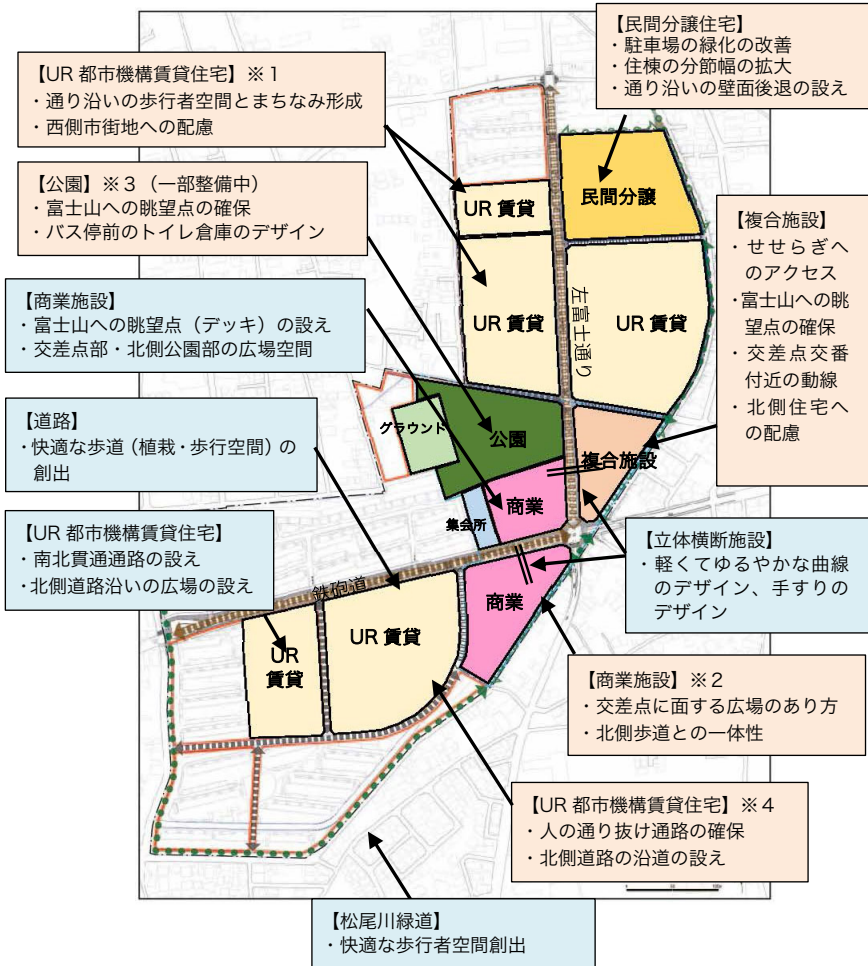 【民間分譲住宅】
・駐車場の緑化の改善
・住棟の分節幅の拡大
・通り沿いの壁面後退の設え
【UR 都市機構賃貸住宅】※１
・通り沿いの歩行者空間とまちなみ形成
・西側市街地への配慮
【公園】※３（一部整備中）
・富士山への眺望点の確保
・バス停前のトイレ倉庫のデザイン
【商業施設】
・富士山への眺望点（デッキ）の設え
・交差点部・北側公園部の広場空間
【道路】
・快適な歩道（植栽・歩行空間）の
創出
【UR 都市機構賃貸住宅】
・南北貫通通路の設え
・北側道路沿いの広場の設え
【複合施設】
・せせらぎへ
のアクセス
・富士山への眺
望点の確保
・交差点交番
付近の動線
・北側住宅へ
の配慮
【立体横断施設】
・軽くてゆるやかな曲線
のデザイン、手すりの
デザイン
【商業施設】※２
・交差点に面する広場のあり方
・北側歩道との一体性
【UR 都市機構賃貸住宅】※４
・人の通り抜け通路の確保
・北側道路の沿道の設え
【松尾川緑道】
・快適な歩行者空間創出
民間分譲
UR 賃貸
UR 賃貸
UR 賃貸
左富士通り
グラウンド
公園
複合施設
商業
集会所
鉄砲道
商業
UR
賃貸
UR 賃貸